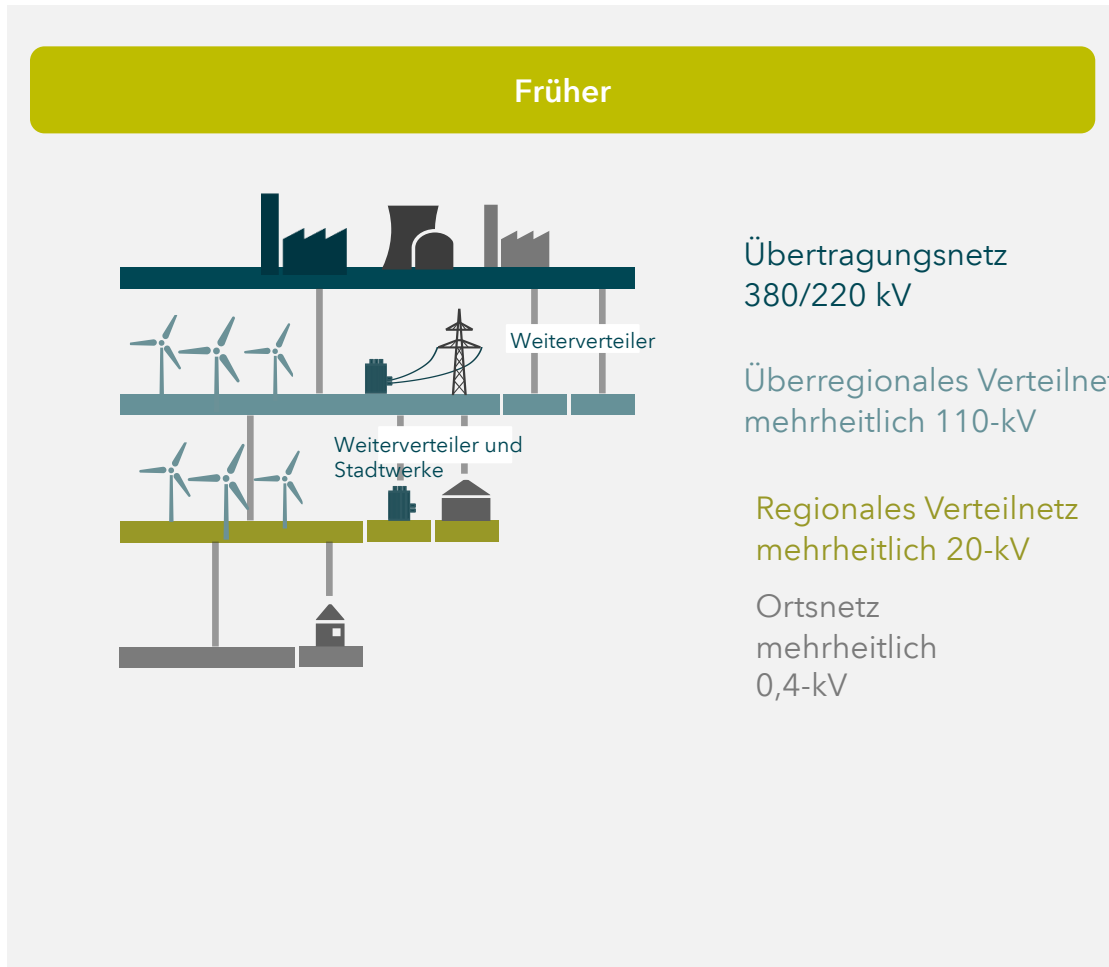 Früher
Übertragungsnetz
380/220 kV
Weiterverteiler
Überregionales Verteilnet
mehrheitlich 110-kV
Weiterverteiler und
Stadtwerke
Regionales Verteilnetz
mehrheitlich 20-kV
Ortsnetz
mehrheitlich
0,4-kV